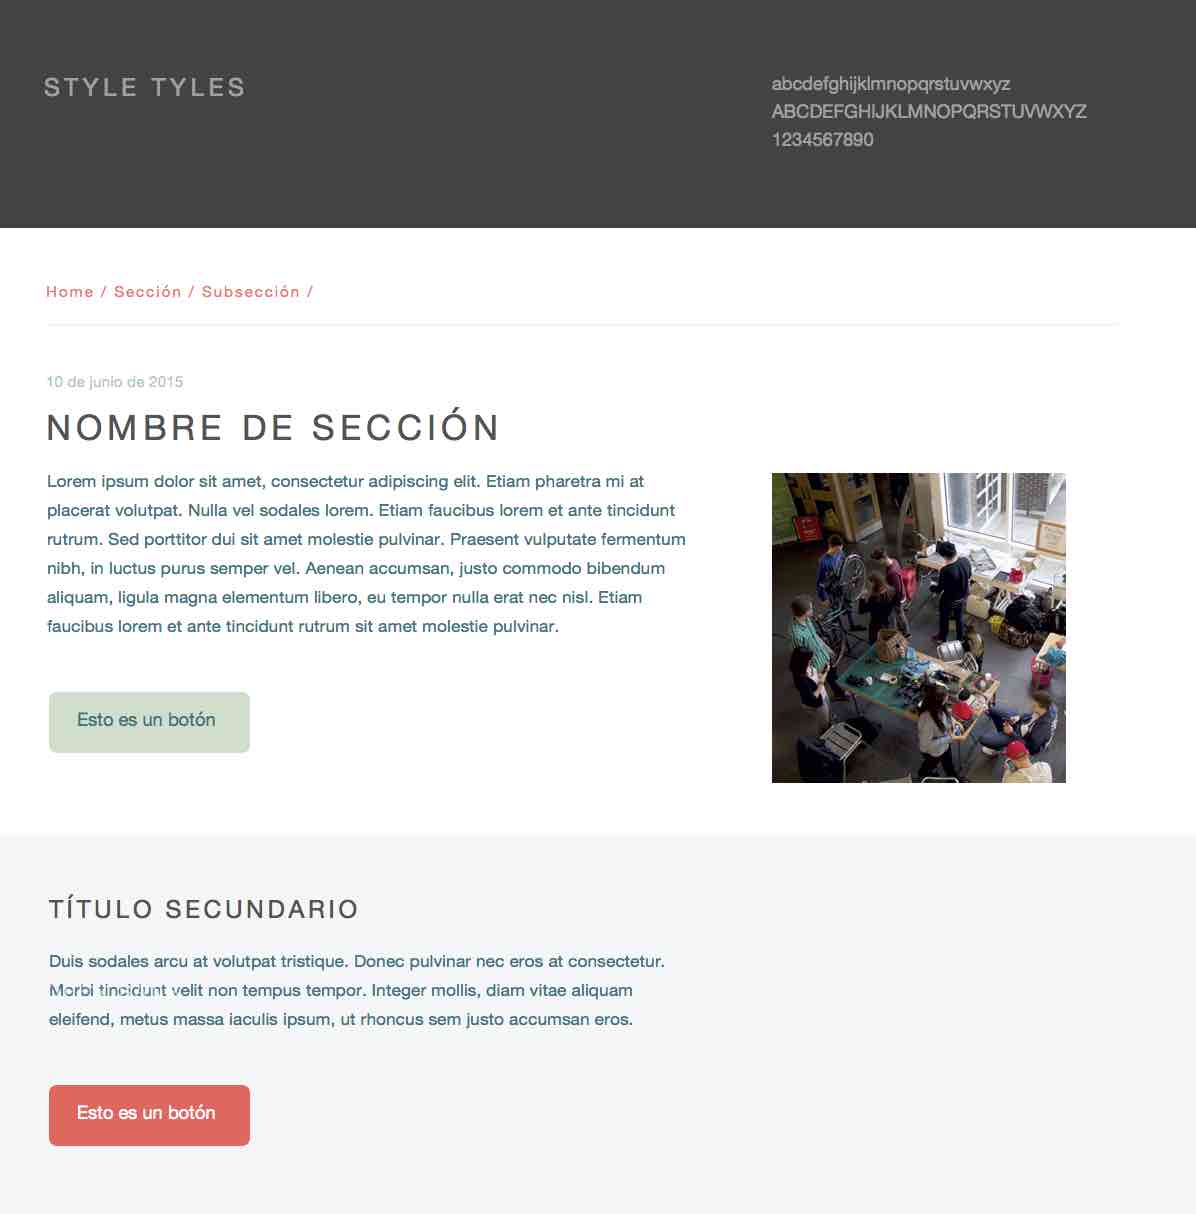 STYLE TYLES
abcdefghijklmnopqrstuvwxyz
ABCDEFGHIJKLMNOPQRSTUVWXYZ
1234567890
Home / Sección / Subsección /
10 de junio de 2015
NOMBRE DE SECCIÓN
Lorem ipsum dolor sit amet, consectetur adipiscing elit. Etiam pharetra mi at
placerat volutpat. Nulla vel sodales lorem. Etiam faucibus lorem et ante tincidunt
rutrum. Sed porttitor dui sit amet molestie pulvinar. Praesent vulputate fermentum
nibh, in luctus purus semper vel. Aenean accumsan, justo commodo bibendum
aliquam, ligula magna elementum libero, eu tempor nulla erat nec nisl. Etiam
faucibus lorem et ante tincidunt rutrum sit amet molestie pulvinar.
Esto es un botón
TÍTULO SECUNDARIO
Duis sodales arcu at volutpat tristique. Donec pulvinar nec eros at consectetur.
Morbi tincidunt velit non tempus tempor. Integer mollis, diam vitae aliquam
eleifend, metus massa iaculis ipsum, ut rhoncus sem justo accumsan eros.
Esto es un botón